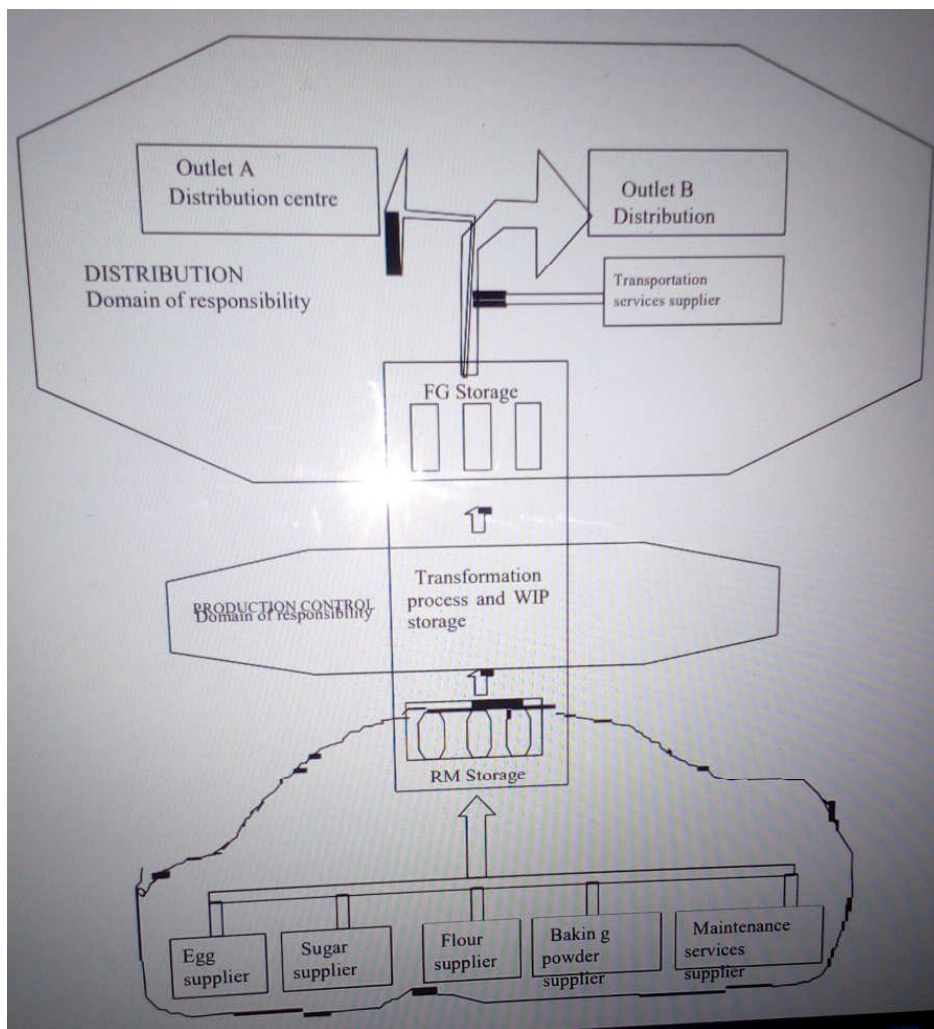 Outlet A
Distribution centre
Outlet B
Distribution
DISTRIBUTION
Domain of responsibility
Transportation
services supplier
FG Storage
Transformation
process and WIP
storage
PRODUCTION CONTROL
Domain of responsibility
RM Storage
Egg
supplier
Sugar
supplier
Flour
supplier
Bakin g
powder
supplier
Maintenance
services
supplier